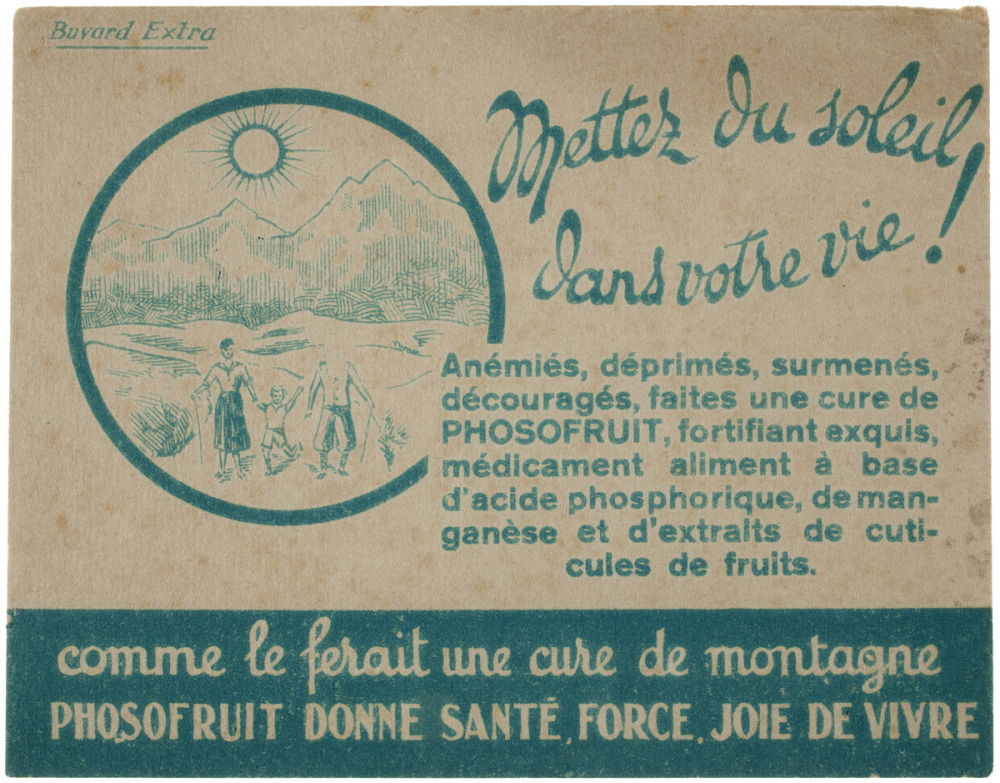 Buvard Extra
Mettez du soleil,
dans votre vie!
Anémiés, déprimés, surmenés,
découragés, faites une cure de
PHOSOFRUIT, fortifiant exquis,
médicament aliment à base
d'acide phosphorique, de man-
ganèse et d'extraits de cuti-
cules de fruits.
comme le ferait une cure de montagne
PHOSOFRUIT DONNE SANTÉ, FORCE, JOIE DE VIVRE